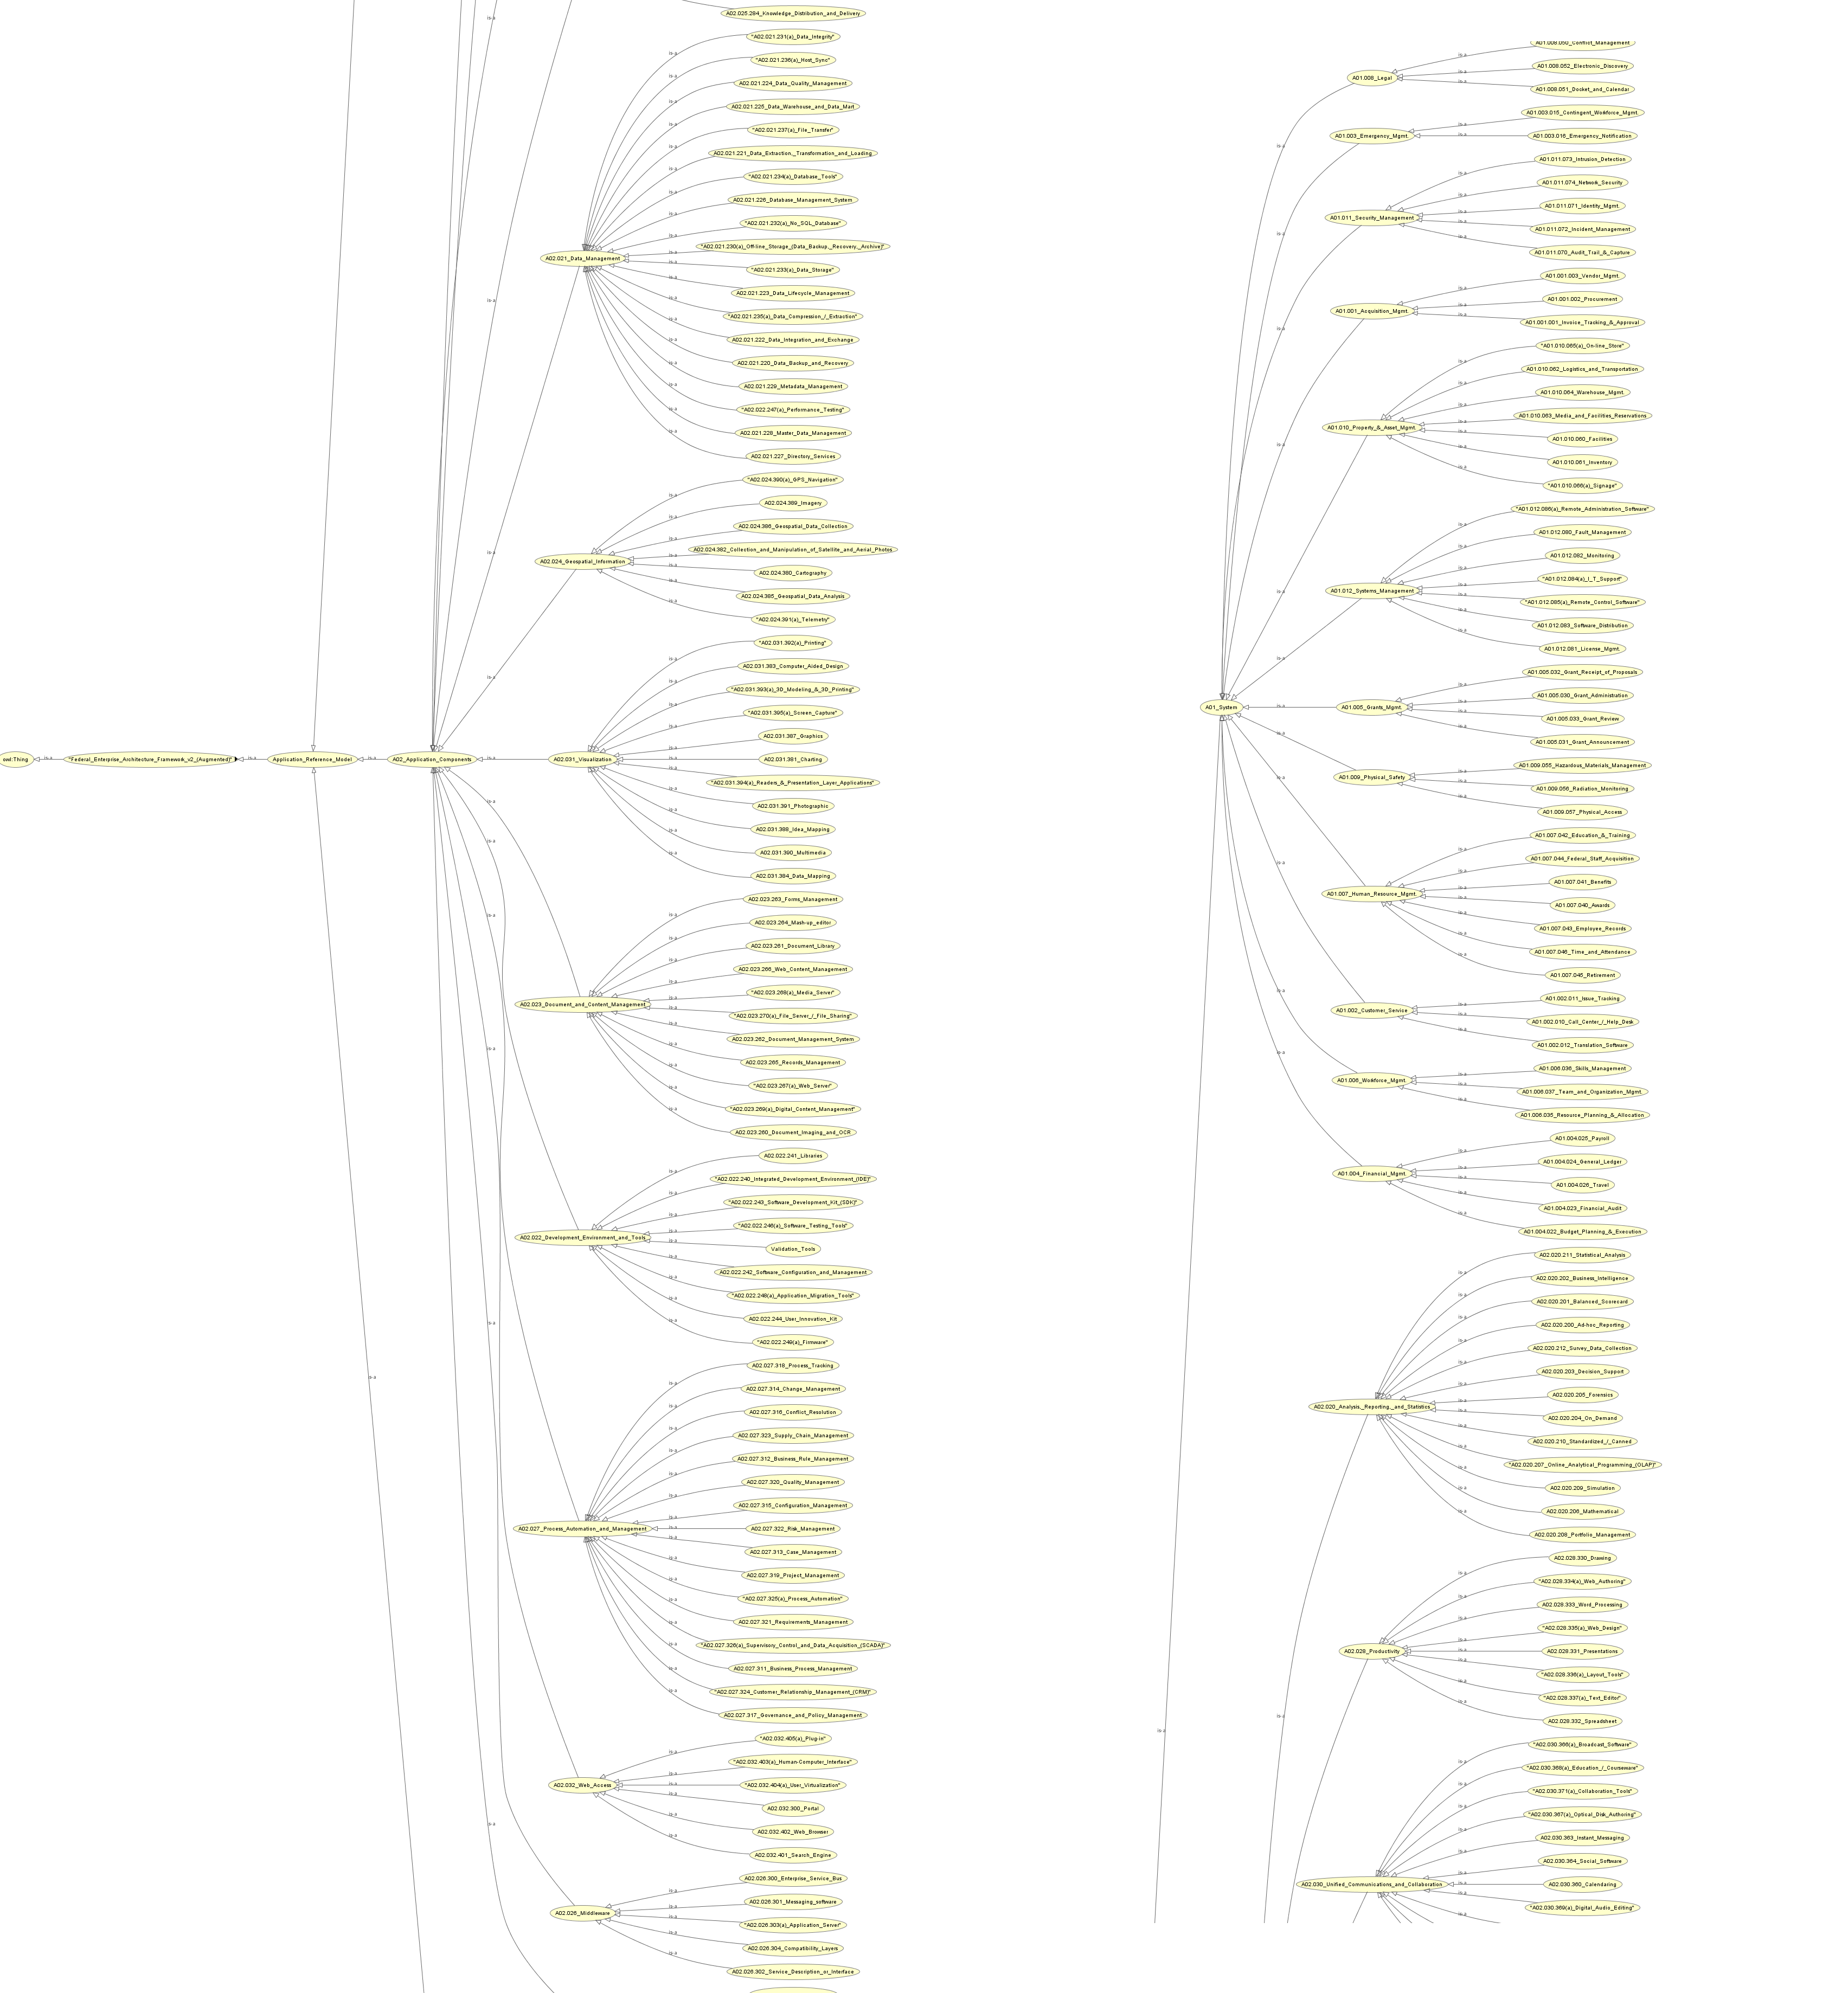 A02.025.284_Knowledge_Distribution_and_Delivery
"A02.021.231(a)_Data_Integrity"
"A02.021.236(a)_Host_Sync"
A02.021.224_Data_Quality_Management
A02.021.225_Data_Warehouse_and_Data_Mart
"A02.021.237(a)_File_Transfer"
A02.021.221_Data_Extraction,_Transformation_and_Loading
"A02.021.234(a)_Database_Tools"
A02.021.226_Database_Management_System
"A02.021.232(a)_No_SQL_Database"
"A02.021.230(a)_Off-line_Storage_(Data_Backup,_Recovery,_Archive)"
A02.021_Data_Management
"A02.021.233(a)_Data_Storage"
A02.021.223_Data_Lifecycle_Management
"A02.021.235(a)_Data_Compression_/_Extraction"
A02.021.222_Data_Integration_and_Exchange
A02.021.220_Data_Backup_and_Recovery
A02.021.229_Metadata_Management
"A02.022.247(a)_Performance_Testing"
A02.021.228_Master_Data_Management
A02.021.227_Directory_Services
"A02.024.390(a)_GPS_Navigation"
A02.024.389_Imagery
A02.024.386_Geospatial_Data_Collection
A02.024.382_Collection_and_Manipulation_of_Satellite_and_Aerial_Photos
A02.024_Geospatial_Information
A02.024.380_Cartography
A02.024.385_Geospatial_Data_Analysis
"A02.024.391(a)_Telemetry"
"A02.031.392(a)_Printing"
A02.031.383_Computer_Aided_Design
"A02.031.393(a)_3D_Modeling_&_3D_Printing"
"A02.031.395(a)_Screen_Capture"
A02.031.387_Graphics
owl:Thing
is-a
"Federal_Enterprise_Architecture_Framework_v2_(Augmented)"
is-a
Application_Reference_Model
is-a
A02_Application_Components
is-a
A02.031_Visualization
A02.031.381_Charting
"A02.031.394(a)_Readers_&_Presentation_Layer_Applications"
A02.031.391_Photographic
A02.031.388_Idea_Mapping
A02.031.390_Multimedia
A02.031.384_Data_Mapping
A02.023.263_Forms_Management
A02.023.264_Mash-up_editor
A02.023.261_Document_Library
A02.023.266_Web_Content_Management
"A02.023.268(a)_Media_Server"
A02.023_Document_and_Content_Management
"A02.023.270(a)_File_Server_/_File_Sharing"
A02.023.262_Document_Management_System
A02.023.265_Records_Management
"A02.023.267(a)_Web_Server"
"A02.023.269(a)_Digital_Content_Management"
A02.023.260_Document_Imaging_and_OCR
A02.022.241_Libraries
"A02.022.240_Integrated_Development_Environment_(IDE)"
"A02.022.243_Software_Development_Kit_(SDK)"
"A02.022.246(a)_Software_Testing_Tools"
A02.022_Development_Environment_and_Tools
Validation_Tools
A02.022.242_Software_Configuration_and_Management
"A02.022.248(a)_Application_Migration_Tools"
A02.022.244_User_Innovation_Kit
"A02.022.249(a)_Firmware"
A02.027.318_Process_Tracking
A02.027.314_Change_Management
A02.027.316_Conflict_Resolution
A02.027.323_Supply_Chain_Management
A02.027.312_Business_Rule_Management
A02.027.320_Quality_Management
A02.027.315_Configuration_Management
A02.027_Process_Automation_and_Management
A02.027.322_Risk_Management
A02.027.313_Case_Management
A02.027.319_Project_Management
"A02.027.325(a)_Process_Automation"
A02.027.321_Requirements_Management
"A02.027.326(a)_Supervisory_Control_and_Data_Acquisition_(SCADA)"
A02.027.311_Business_Process_Management
"A02.027.324_Customer_Relationship_Management_(CRM)"
A02.027.317_Governance_and_Policy_Management
"A02.032.405(a)_Plug-in"
"A02.032.403(a)_Human-Computer_Interface"
A02.032_Web_Access
"A02.032.404(a)_User_Virtualization"
A02.032.300_Portal
A02.032.402_Web_Browser
A02.032.401_Search_Engine
A02.026.300_Enterprise_Service_Bus
A02.026.301_Messaging_software
A02.026_Middleware
"A02.026.303(a)_Application_Server"
A02.026.304_Compatibility_Layers
A02.026.302_Service_Description_or_Interface
A01.008.050_Conflict_Management
A01.008.052_Electronic_Discovery
A01.008_Legal
A01.008.051_Docket_and_Calendar
A01.003.015_Contingent_Workforce_Mgmt.
A01.003_Emergency_Mgmt.
A01.003.016_Emergency_Notification
A01.011.073_Intrusion_Detection
A01.011.074_Network_Security
A01.011.071_Identity_Mgmt.
A01.011_Security_Management
A01.011.072_Incident_Management
A01.011.070_Audit_Trail_&_Capture
A01.001.003_Vendor_Mgmt.
A01.001.002_Procurement
A01.001_Acquisition_Mgmt.
A01.001.001_Invoice_Tracking_&_Approval
"A01.010.065(a)_On-line_Store"
A01.010.062_Logistics_and_Transportation
A01.010.064_Warehouse_Mgmt.
A01.010.063_Media_and_Facilities_Reservations
A01.010_Property_&_Asset_Mgmt.
A01.010.060_Facilities
A01.010.061_Inventory
"A01.010.066(a)_Signage"
"A01.012.086(a)_Remote_Administration_Software"
A01.012.080_Fault_Management
A01.012.082_Monitoring
"A01.012.084(a)_I_T_Support"
A01.012_Systems_Management
"A01.012.085(a)_Remote_Control_Software"
A01.012.083_Software_Distribution
A01.012.081_License_Mgmt.
A01.005.032_Grant_Receipt_of_Proposals
A01.005.030_Grant_Administration
A01_System
is-a
A01.005_Grants_Mgmt.
A01.005.033_Grant_Review
A01.005.031_Grant_Announcement
A01.009.055_Hazardous_Materials_Management
A01.009_Physical_Safety
A01.009.056_Radiation_Monitoring
A01.009.057_Physical_Access
A01.007.042_Education_&_Training
A01.007.044_Federal_Staff_Acquisition
A01.007.041_Benefits
A01.007_Human_Resource_Mgmt.
A01.007.040_Awards
A01.007.043_Employee_Records
A01.007.046_Time_and_Attendance
A01.007.045_Retirement
A01.002.011_Issue_Tracking
A01.002_Customer_Service
A01.002.010_Call_Center_/_Help_Desk
A01.002.012_Translation_Software
A01.006.036_Skills_Management
A01.006_Workforce_Mgmt.
A01.006.037_Team_and_Organization_Mgmt.
A01.006.035_Resource_Planning_&_Allocation
A01.004.025_Payroll
A01.004.024_General_Ledger
A01.004_Financial_Mgmt.
A01.004.026_Travel
A01.004.023_Financial_Audit
A01.004.022_Budget_Planning_&_Execution
A02.020.211_Statistical_Analysis
A02.020.202_Business_Intelligence
A02.020.201_Balanced_Scorecard
A02.020.200_Ad-hoc_Reporting
A02.020.212_Survey_Data_Collection
A02.020.203_Decision_Support
A02.020.205_Forensics
A02.020_Analysis,_Reporting,_and_Statistics
A02.020.204_On_Demand
A02.020.210_Standardized_/_Canned
"A02.020.207_Online_Analytical_Programming_(OLAP)"
A02.020.209_Simulation
A02.020.206_Mathematical
A02.020.208_Portfolio_Management
A02.028.330_Drawing
"A02.028.334(a)_Web_Authoring"
A02.028.333_Word_Processing
"A02.028.335(a)_Web_Design"
A02.028_Productivity
A02.028.331_Presentations
"A02.028.336(a)_Layout_Tools"
"A02.028.337(a)_Text_Editor"
A02.028.332_Spreadsheet
"A02.030.366(a)_Broadcast_Software"
"A02.030.368(a)_Education_/_Courseware"
"A02.030.371(a)_Collaboration_Tools"
"A02.030.367(a)_Optical_Disk_Authoring"
A02.030.363_Instant_Messaging
A02.030.364_Social_Software
A02.030_Unified_Communications_and_Collaboration
A02.030.360_Calendaring
"A02.030.369(a)_Digital_Audio_Editing"